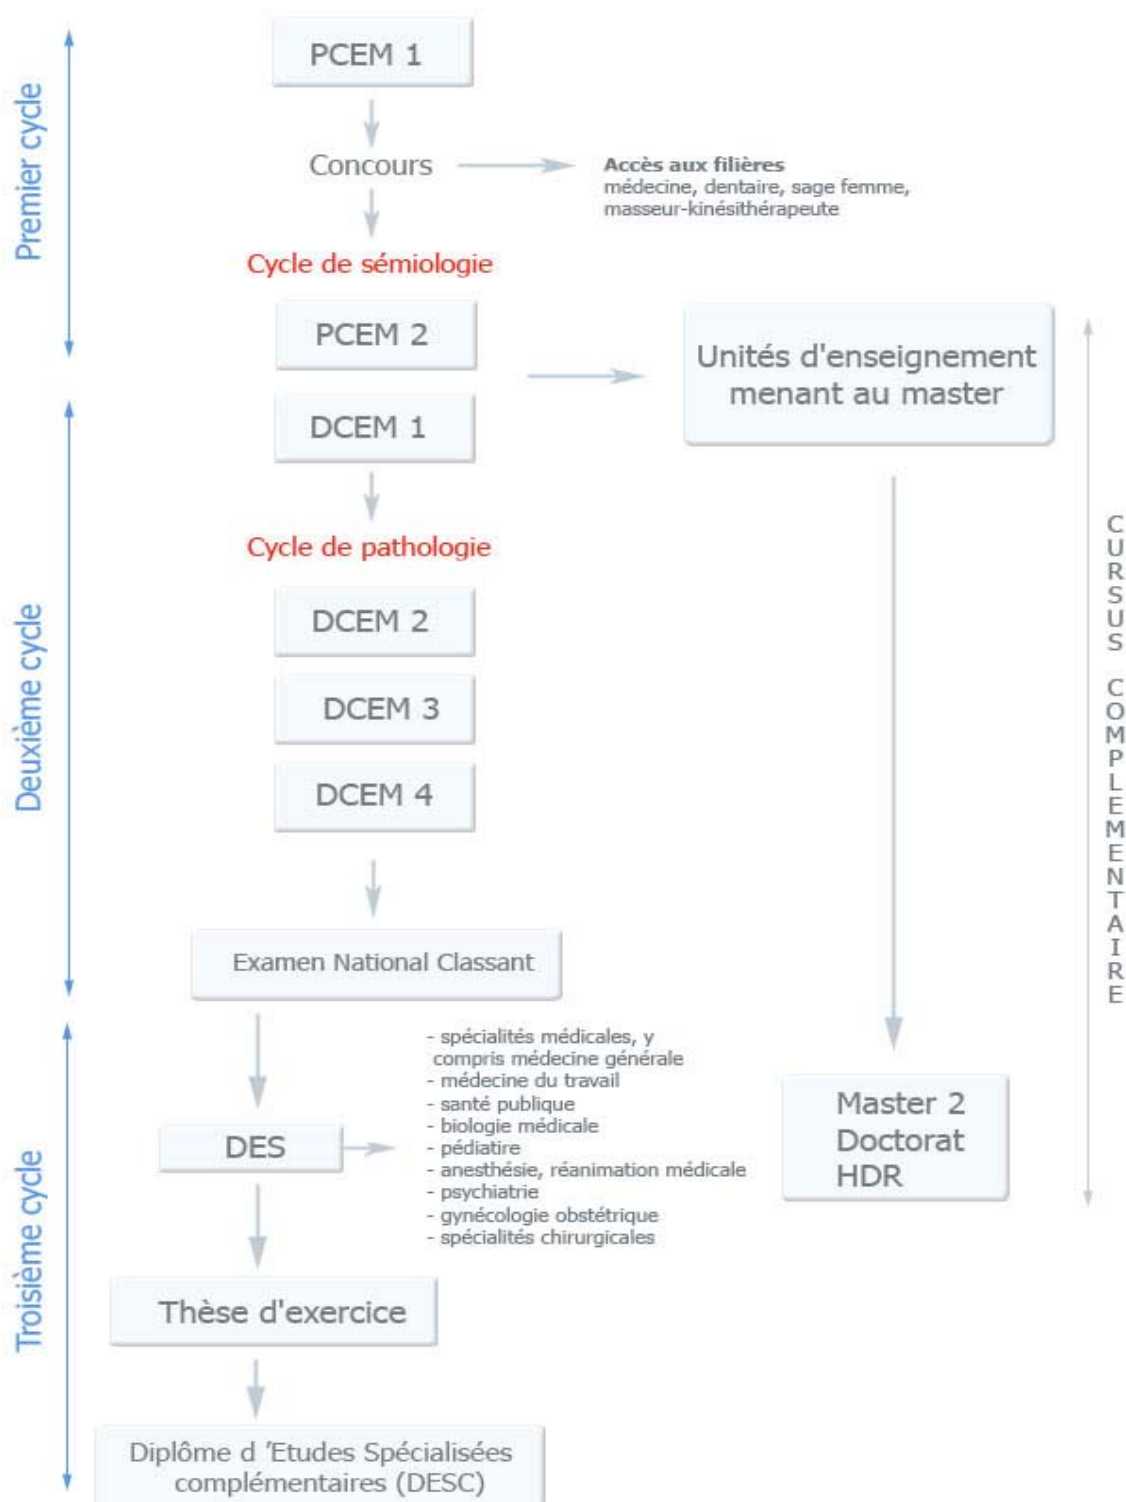 Premier cycle
PCEM 1
Concours
Accès aux filières
médecine, dentaire, sage femme,
masseur-kinésithérapeute
Cycle de sémiologie
PCEM 2
Unités d'enseignement
menant au master
Deuxième cycle
DCEM 1
Cycle de pathologie
DCEM 2
DCEM 3
DCEM 4
Examen National Classant
CURSUS COMPLEMENTAIRE
Troisième cycle
DES
- spécialités médicales, y
compris médecine générale
- médecine du travail
- santé publique
- biologie médicale
- pédiatire
- anesthésie, réanimation médicale
- psychiatrie
- gynécologie obstétrique
- spécialités chirurgicales
Master 2
Doctorat
HDR
Thèse d'exercice
Diplôme d 'Etudes Spécialisées
complémentaires (DESC)